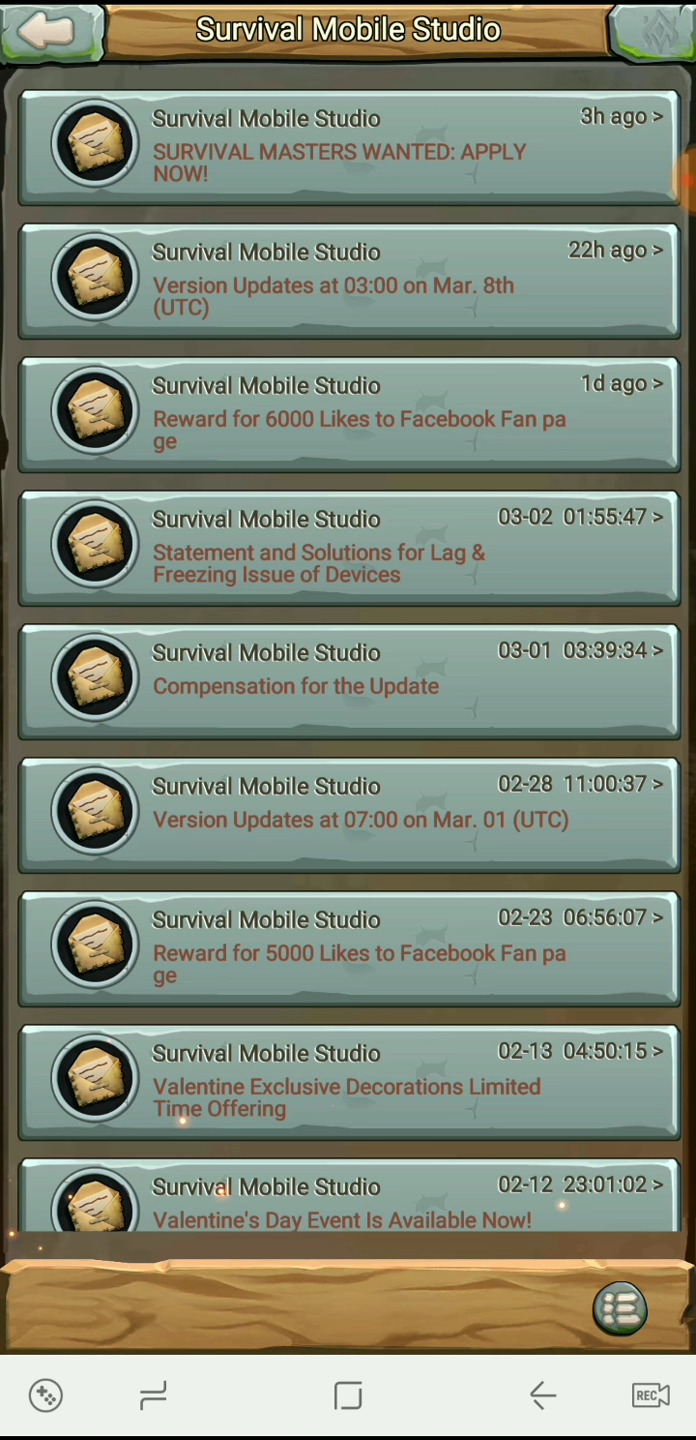 Survival Mobile Studio
Survival Mobile Studio 3h ago >
SURVIVAL MASTERS WANTED: APPLY
NOW!
Survival Mobile Studio 22h ago >
Version Updates at 03:00 on Mar. 8th
(UTC)
Survival Mobile Studio 1d ago >
Reward for 6000 Likes to Facebook Fan pa
ge
Survival Mobile Studio 03-02 01:55:47 >
Statement and Solutions for Lag &
Freezing Issue of Devices
Survival Mobile Studio 03-01 03:39:34 >
Compensation for the Update
Survival Mobile Studio 02-28 11:00:37 >
Version Updates at 07:00 on Mar. 01 (UTC)
Survival Mobile Studio 02-23 06:56:07 >
Reward for 5000 Likes to Facebook Fan pa
ge
Survival Mobile Studio 02-13 04:50:15 >
Valentine Exclusive Decorations Limited
Time Offering
Survival Mobile Studio 02-12 23:01:02 >
Valentine's Day Event Is Available Now!
REC